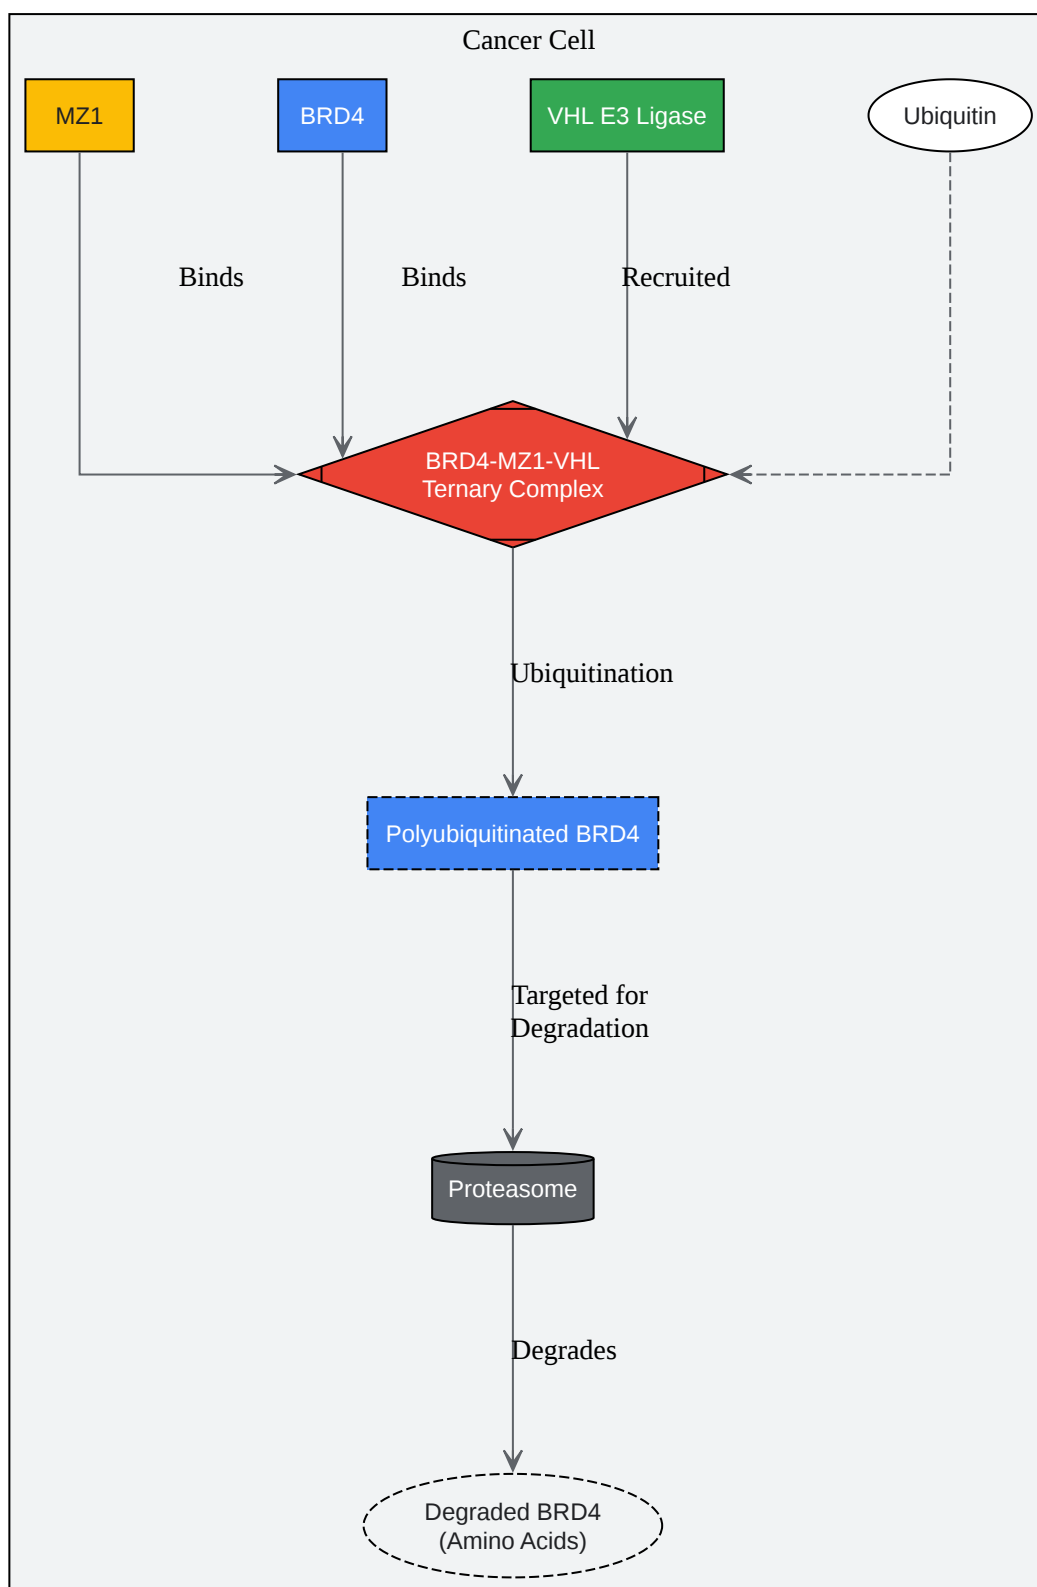 Cancer Cell
MZ1
BRD4
VHL E3 Ligase
Ubiquitin
Binds
Binds
Recruited
BRD4-MZ1-VHL
Ternary Complex
Ubiquitination
Polyubiquitinated BRD4
Targeted for
Degradation
Proteasome
Degrades
Degraded BRD4
(Amino Acids)